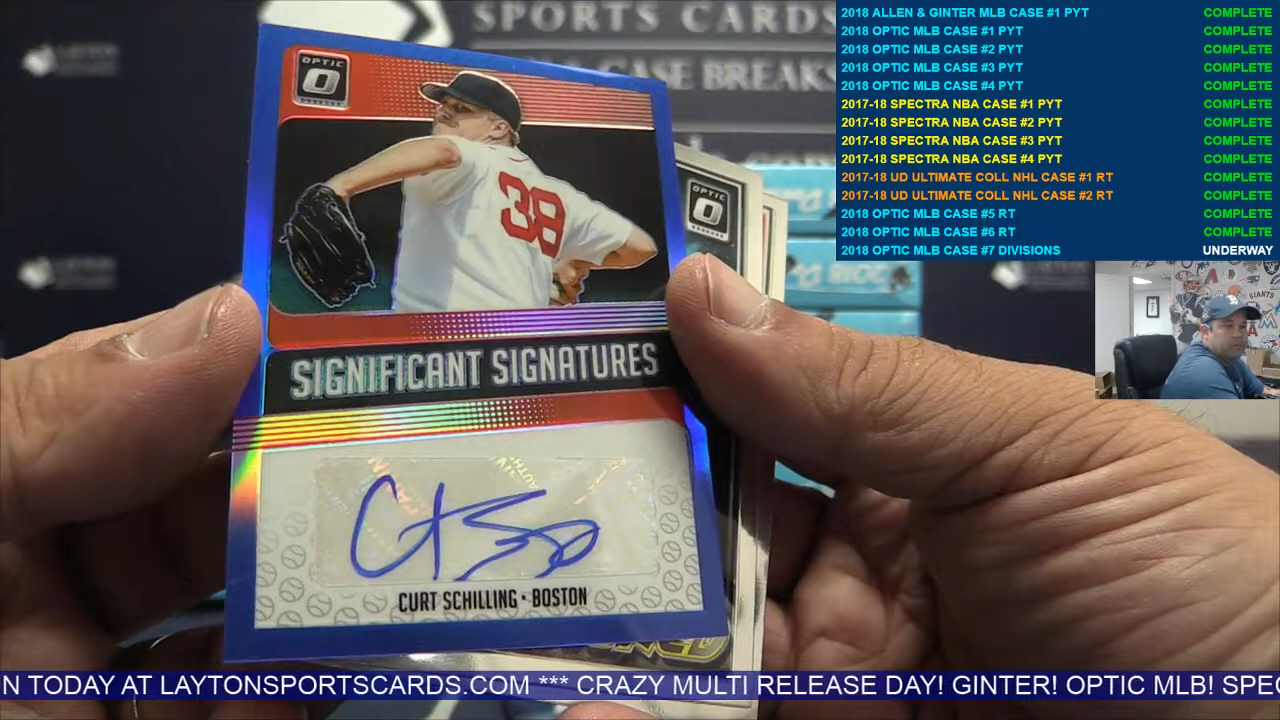 SPORTS CARDS
CASE BREAKS
2018 ALLEN & GINTER MLB CASE #1 PYT COMPLETE
2018 OPTIC MLB CASE #1 PYT COMPLETE
2018 OPTIC MLB CASE #2 PYT COMPLETE
2018 OPTIC MLB CASE #3 PYT COMPLETE
2018 OPTIC MLB CASE #4 PYT COMPLETE
2017-18 SPECTRA NBA CASE #1 PYT COMPLETE
2017-18 SPECTRA NBA CASE #2 PYT COMPLETE
2017-18 SPECTRA NBA CASE #3 PYT COMPLETE
2017-18 SPECTRA NBA CASE #4 PYT COMPLETE
2017-18 UD ULTIMATE COLL NHL CASE #1 RT COMPLETE
2017-18 UD ULTIMATE COLL NHL CASE #2 RT COMPLETE
2018 OPTIC MLB CASE #5 RT COMPLETE
2018 OPTIC MLB CASE #6 RT COMPLETE
2018 OPTIC MLB CASE #7 DIVISIONS UNDERWAY
OPTIC
38
OPTIC
GIANTS
SIGNIFICANT SIGNATURES
CURT SCHILLING · BOSTON
N TODAY AT LAYTONSPORTSCARDS.COM *** CRAZY MULTI RELEASE DAY! GINTER! OPTIC MLB! SPEC